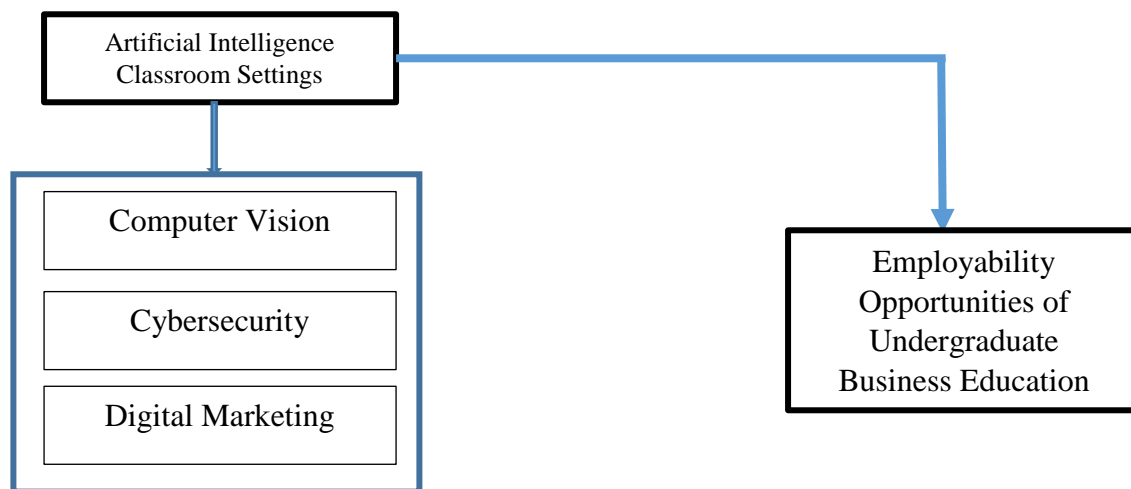 Artificial Intelligence
Classroom Settings
Computer Vision
Cybersecurity
Digital Marketing
Employability
Opportunities of
Undergraduate
Business Education